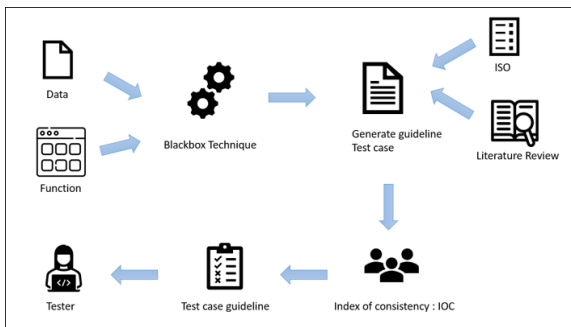 Data
Function
Blackbox Technique
Generate guideline
Test case
ISO
Literature Review
Tester
</>
Test case guideline
Index of consistency : IOC